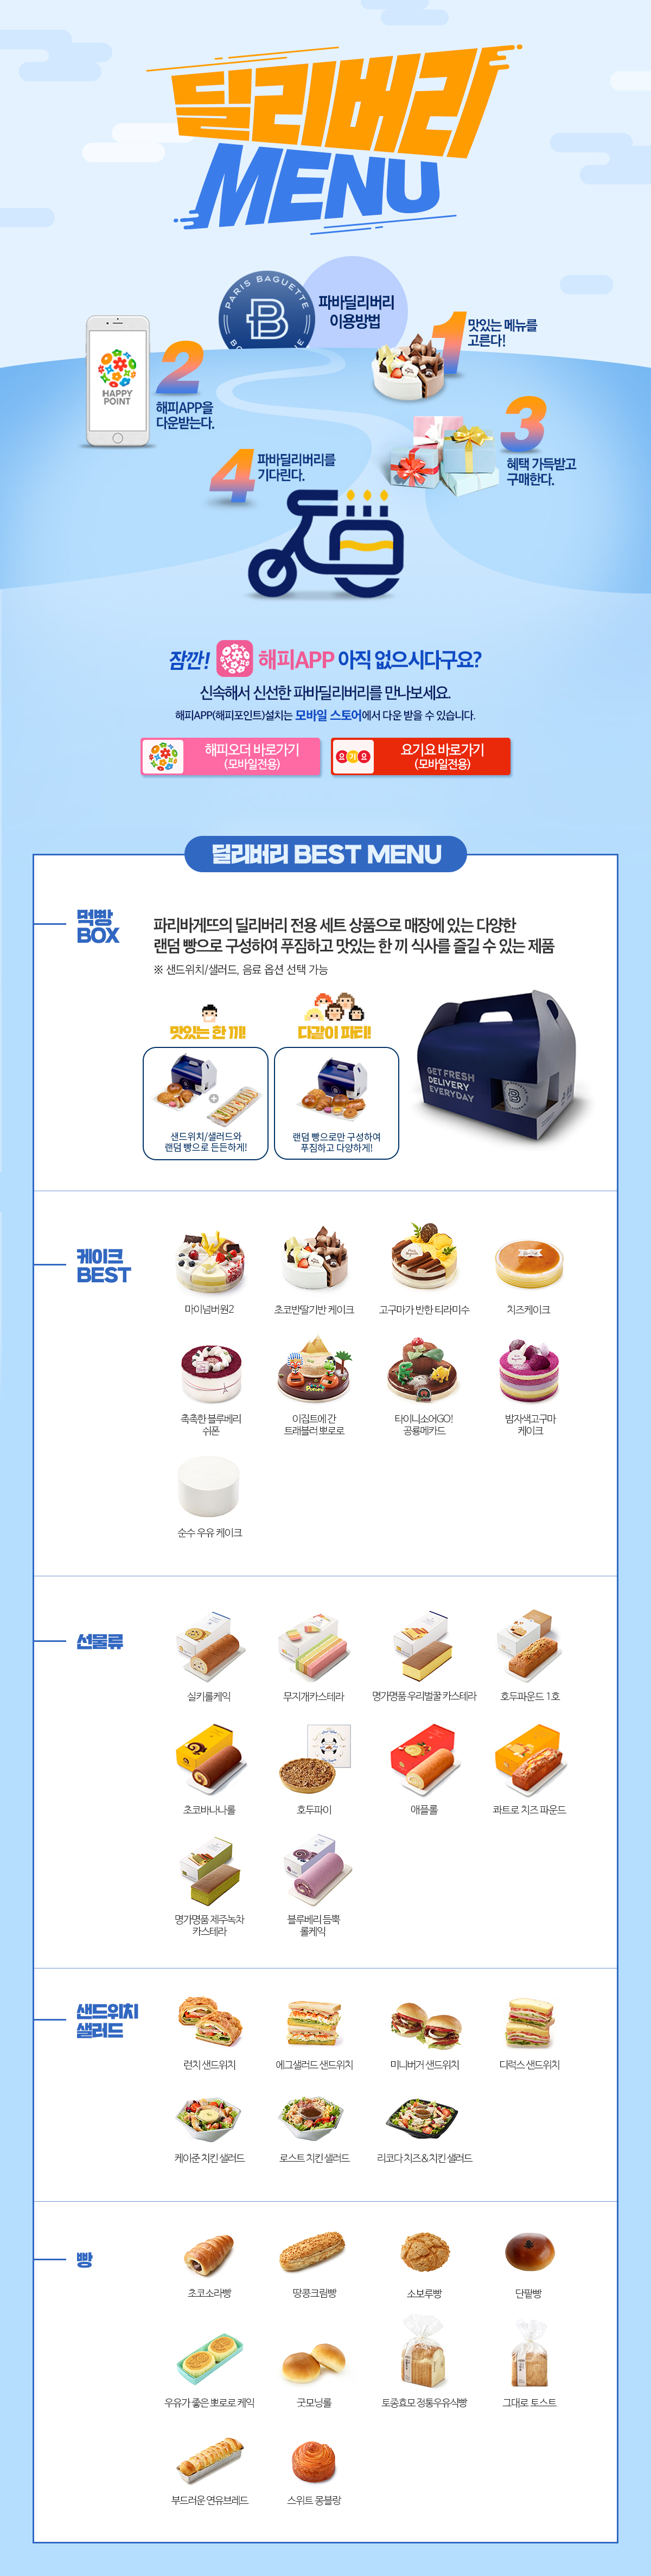 딜리버리
MENU
PARIS BAGUETTE
파바딜리버리
이용방법
1
맛있는 메뉴를
고른다!
HAPPY
POINT
2
해피APP을
다운받는다.
3
혜택 가득받고
구매한다.
4
파바딜리버리를
기다린다.
잠깐! 해피APP 아직 없으시다구요?
신속해서 신선한 파바딜리버리를 만나보세요.
해피APP(해피포인트)설치는 모바일 스토어에서 다운 받을 수 있습니다.
해피오더 바로가기
(모바일전용)
요기요
요기요 바로가기
(모바일전용)
딜리버리 BEST MENU
먹빵
BOX
파리바게뜨의 딜리버리 전용 세트 상품으로 매장에 있는 다양한
랜덤 빵으로 구성하여 푸짐하고 맛있는 한 끼 식사를 즐길 수 있는 제품
※ 샌드위치/샐러드, 음료 옵션 선택 가능
맛있는 한 끼!
다같이 파티!
샌드위치/샐러드와
랜덤 빵으로 든든하게!
랜덤 빵으로만 구성하여
푸짐하고 다양하게!
GET FRESH
DELIVERY
EVERYDAY
케이크
BEST
마이넘버원2
초코반딸기반 케이크
고구마가 반한 티라미수
치즈케이크
촉촉한 블루베리
쉬폰
이집트에 간
트래블러 뽀로로
타이니소어GO!
공룡메카드
밤자색고구마
케이크
순수 우유 케이크
선물류
실키롤케익
무지개카스테라
명가명품 우리벌꿀 카스테라
호두파운드 1호
초코바나나롤
호두파이
애플롤
콰트로 치즈 파운드
명가명품 제주녹차
카스테라
블루베리 듬뿍
롤케익
샌드위치
샐러드
런치 샌드위치
에그샐러드 샌드위치
미니버거 샌드위치
디럭스 샌드위치
케이준 치킨 샐러드
로스트 치킨 샐러드
리코다 치즈&치킨 샐러드
빵
초코소라빵
땅콩크림빵
소보루빵
단팥빵
우유가 좋은 뽀로로 케익
굿모닝롤
토종효모 정통우유식빵
그대로 토스트
부드러운 연유브레드
스위트 몽블랑